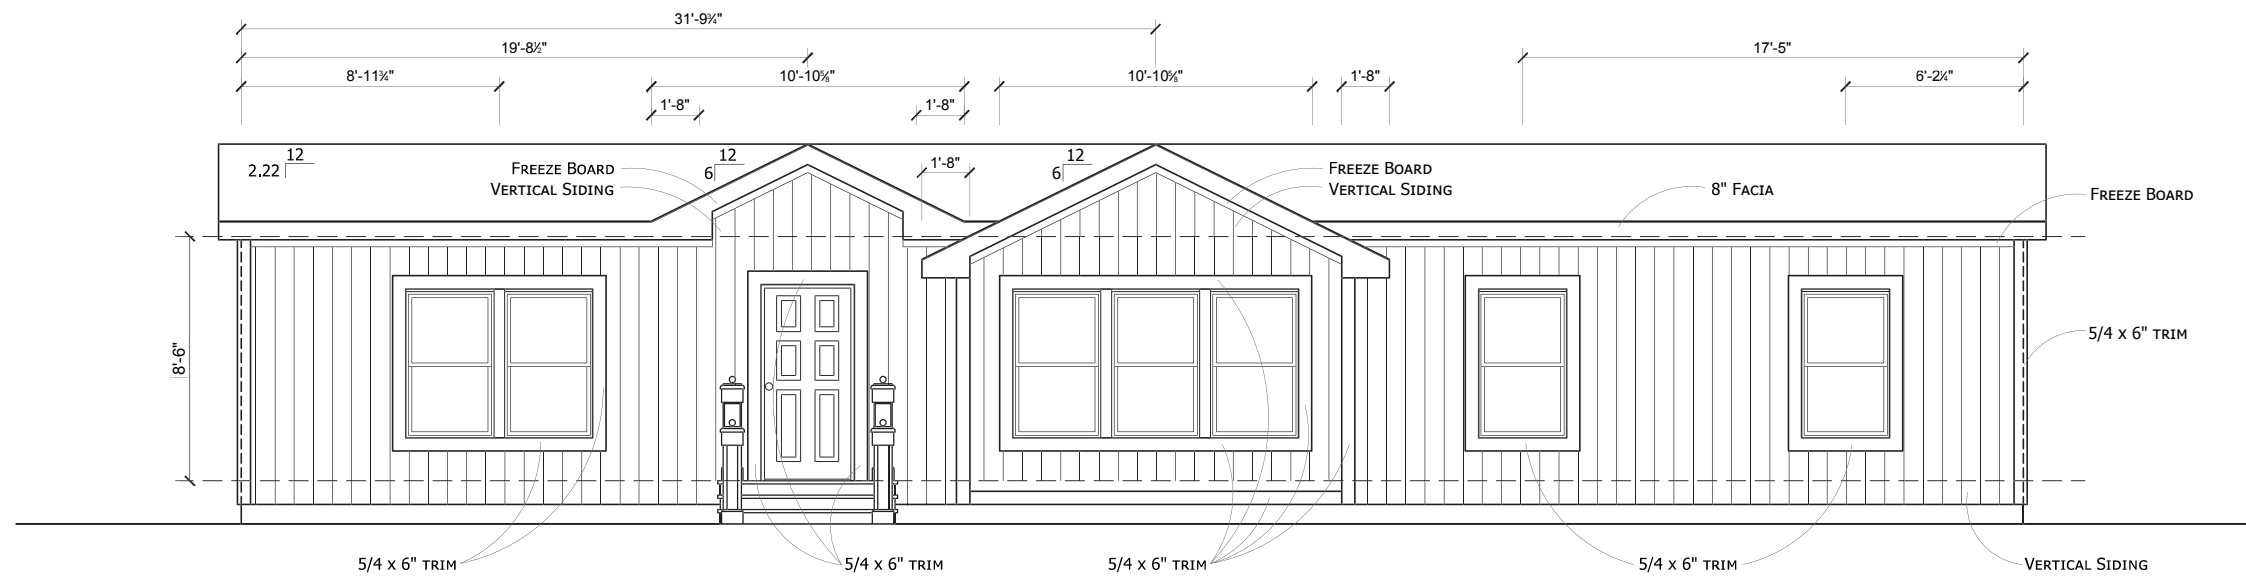 31'-9¾"
19'-8½"
17'-5"
8'-11¾"
10'-10⅝"
10'-10⅝"
1'-8"
6'-2¼"
1'-8"
1'-8"
12
2.22
12
6
12
6
1'-8"
Freeze Board
Vertical Siding
Freeze Board
Vertical Siding
8" Facia
Freeze Board
8'-6"
5/4 x 6" trim
5/4 x 6" trim
5/4 x 6" trim
5/4 x 6" trim
5/4 x 6" trim
Vertical Siding